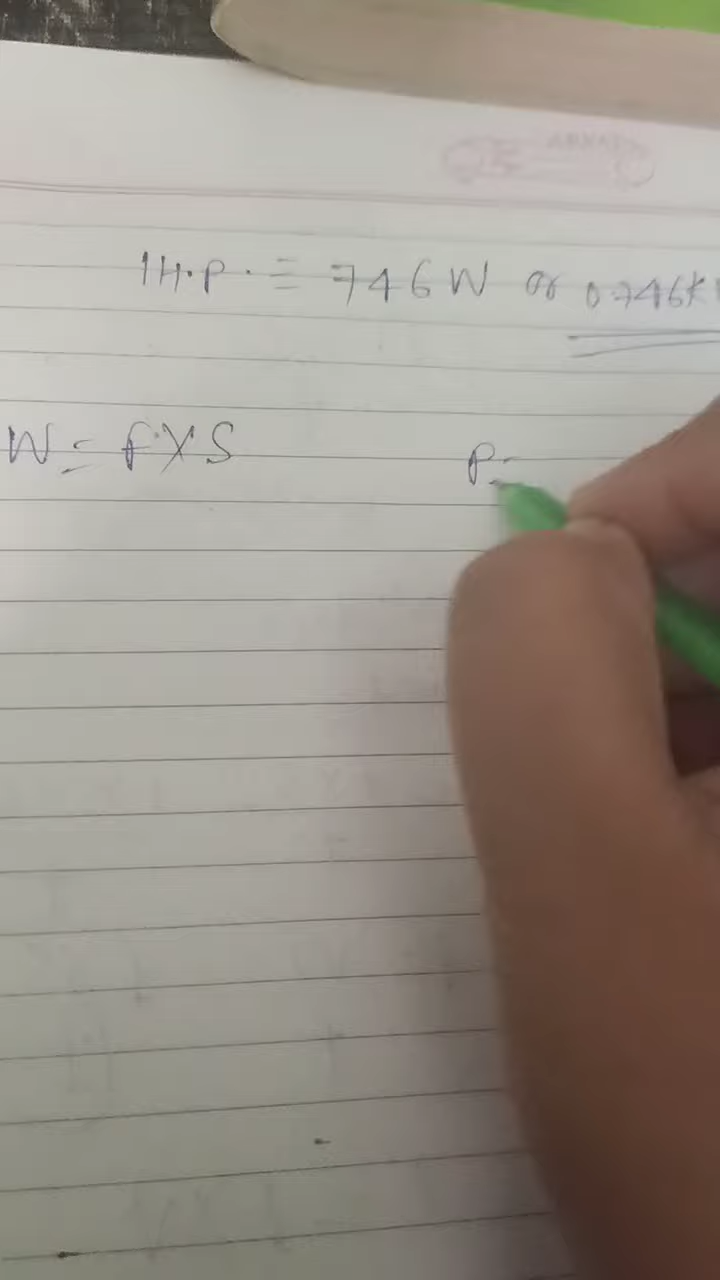 1H.P. = 746W or 0.746K
W = F×S
P =